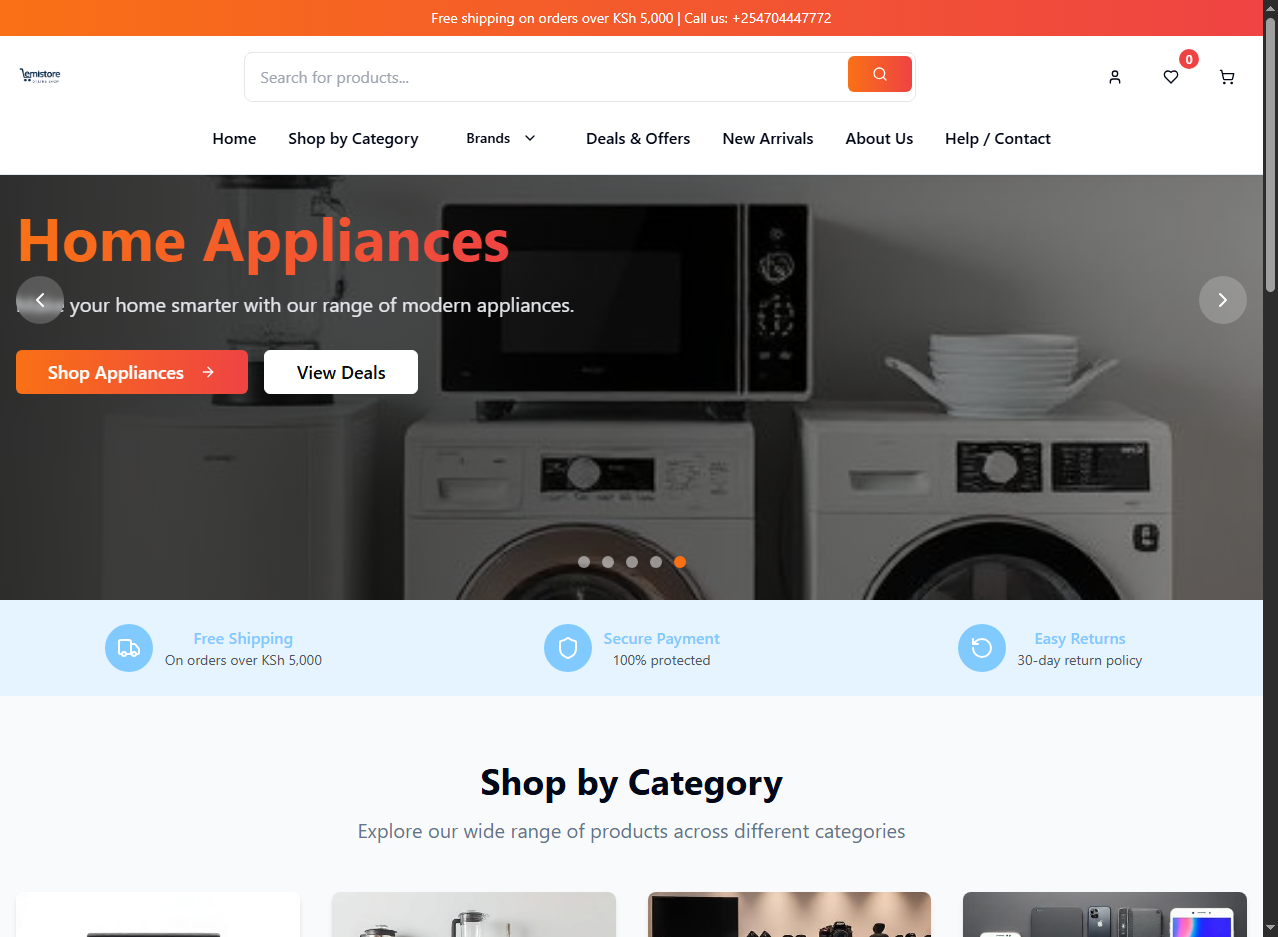 Free shipping on orders over KSh 5,000 | Call us: +254704447772
emistore
Search for products...
0
Home Shop by Category Brands Deals & Offers New Arrivals About Us Help / Contact
Home Appliances
your home smarter with our range of modern appliances.
Shop Appliances
View Deals
Free Shipping
On orders over KSh 5,000
Secure Payment
100% protected
Easy Returns
30-day return policy
Shop by Category
Explore our wide range of products across different categories